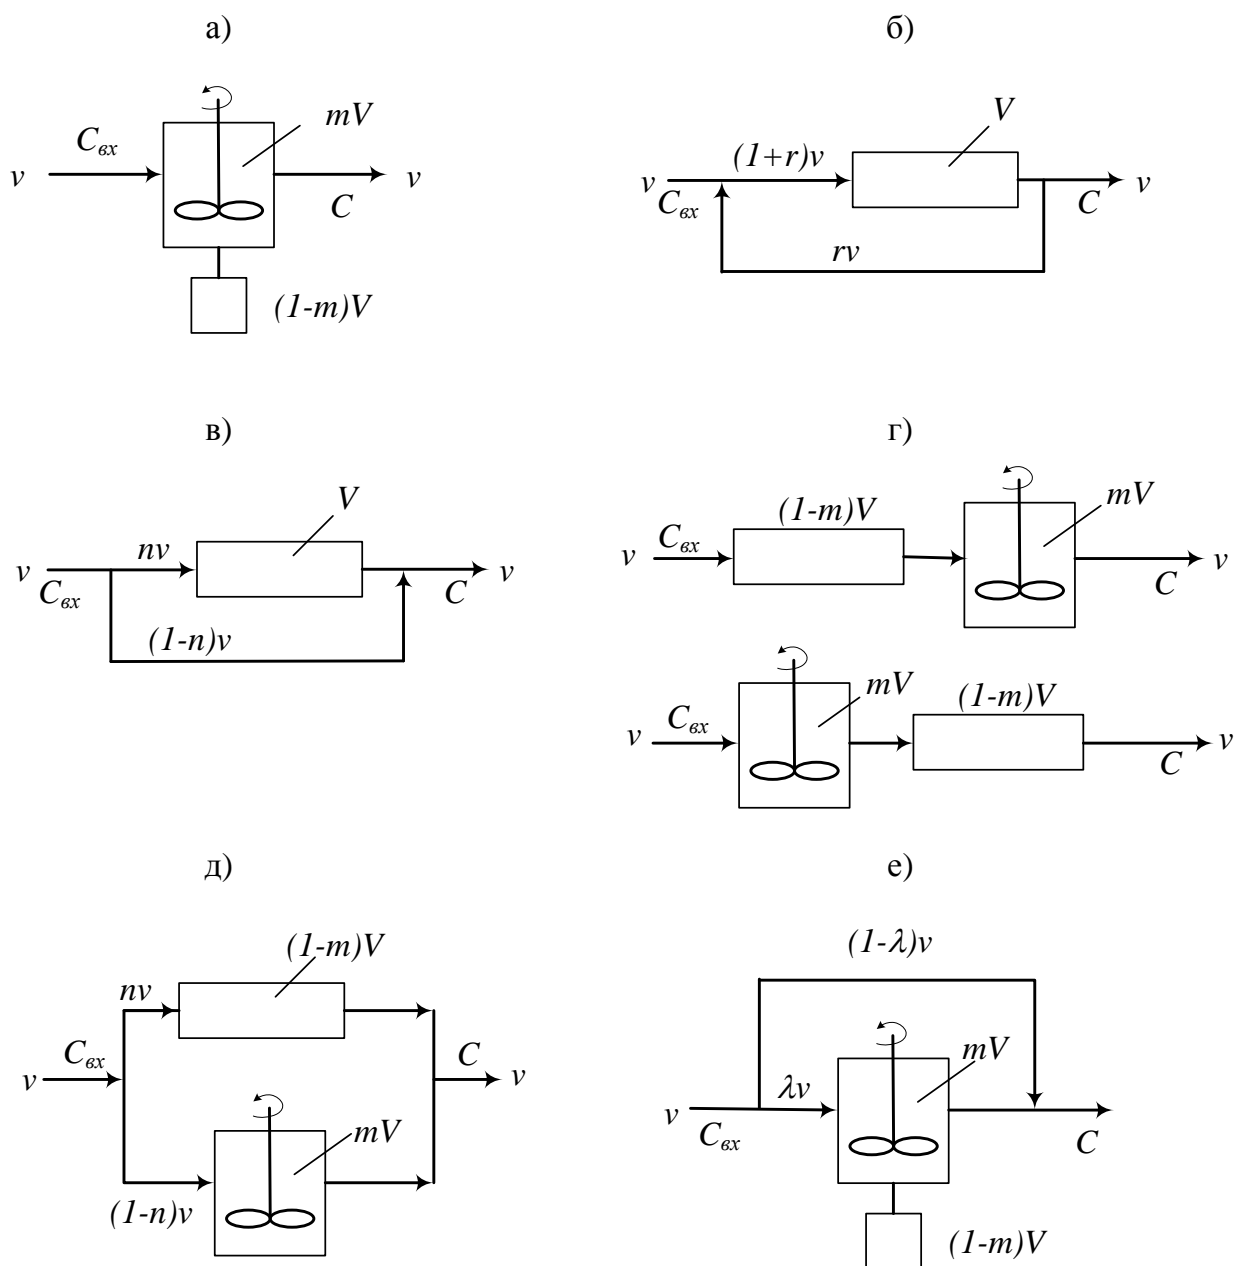 а)
mV
C_вх
v
v
C
(1-m)V
б)
V
(1+r)v
v
v
C_вх
C
rv
в)
V
nv
v
v
C_вх
C
(1-n)v
г)
(1-m)V
mV
C_вх
v
v
C
mV
(1-m)V
C_вх
v
v
C
д)
(1-m)V
nv
C_вх
C
v
v
mV
(1-n)v
е)
(1-λ)v
mV
λv
v
C_вх
C
(1-m)V